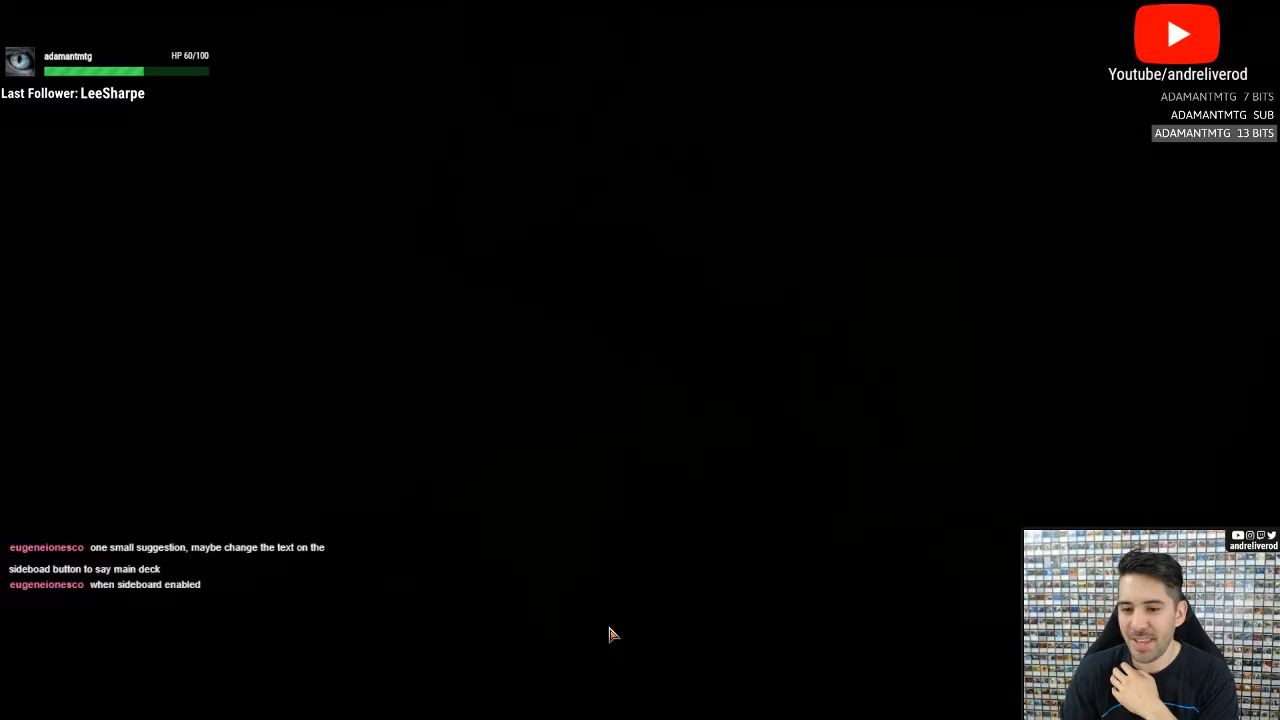 adamantmtg HP 60/100
Last Follower: LeeSharpe
Youtube/andreliverod
ADAMANTMTG 7 BITS
ADAMANTMTG SUB
ADAMANTMTG 13 BITS
eugeneionesco one small suggestion, maybe change the text on the
sideboad button to say main deck
eugeneionesco when sideboard enabled
andreliverod